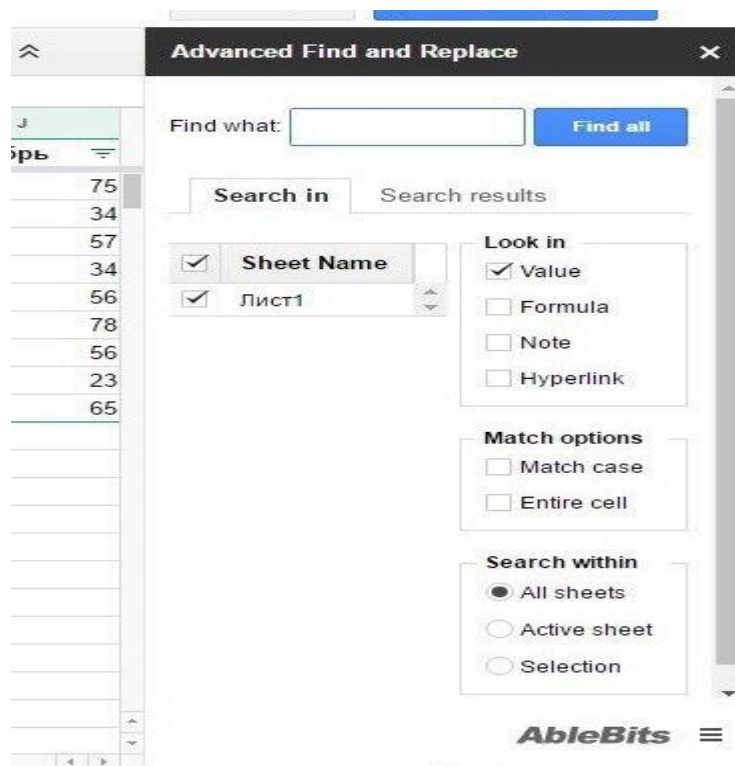 Advanced Find and Replace
J
Find what:
Find all
брь
75
34
57
34
56
78
56
23
65
Search in
Search results
Sheet Name
Лист1
Look in
Value
Formula
Note
Hyperlink
Match options
Match case
Entire cell
Search within
All sheets
Active sheet
Selection
AbleBits